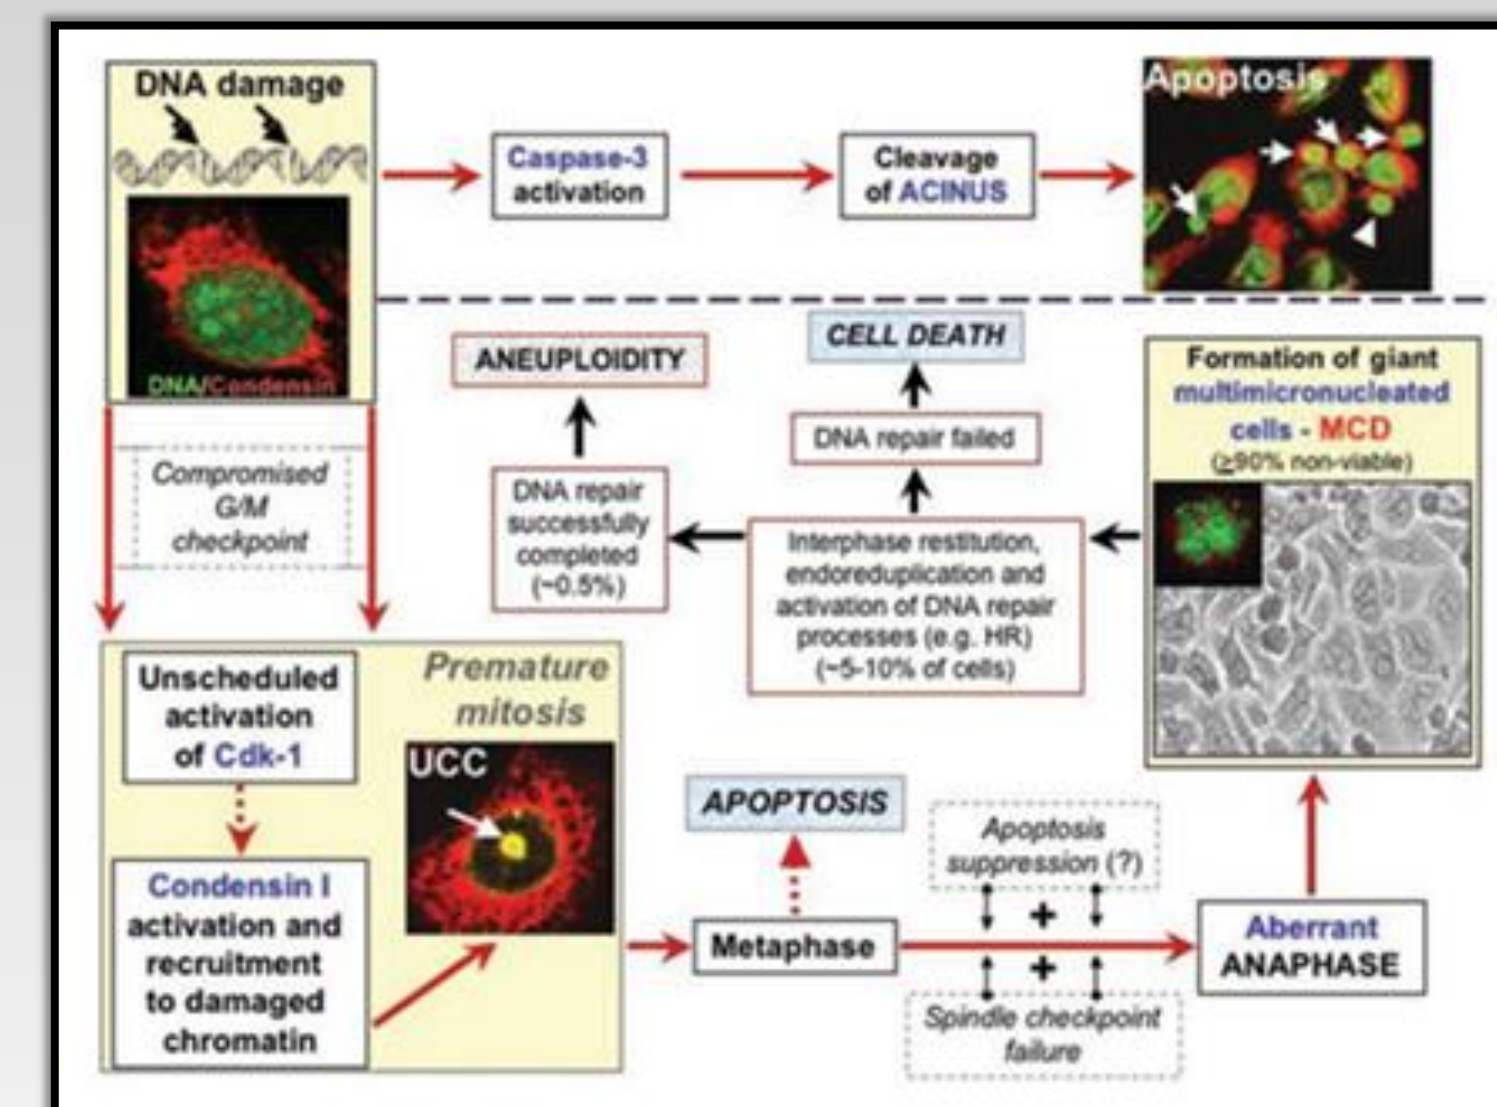 DNA damage
DNA/Condensin
Caspase-3
activation
Cleavage
of ACINUS
Apoptosis
CELL DEATH
ANEUPLOIDITY
DNA repair failed
DNA repair
successfully
completed
(~0.5%)
Interphase restitution,
endoreduplication and
activation of DNA repair
processes (e.g. HR)
(~5-10% of cells)
Formation of giant
multimicronucleated
cells - MCD
(≥90% non-viable)
Compromised
G/M
checkpoint
Unscheduled
activation
of Cdk-1
Premature
mitosis
UCC
Condensin I
activation and
recruitment
to damaged
chromatin
APOPTOSIS
Metaphase
Apoptosis
suppression (?)
+
+
Spindle checkpoint
failure
Aberrant
ANAPHASE